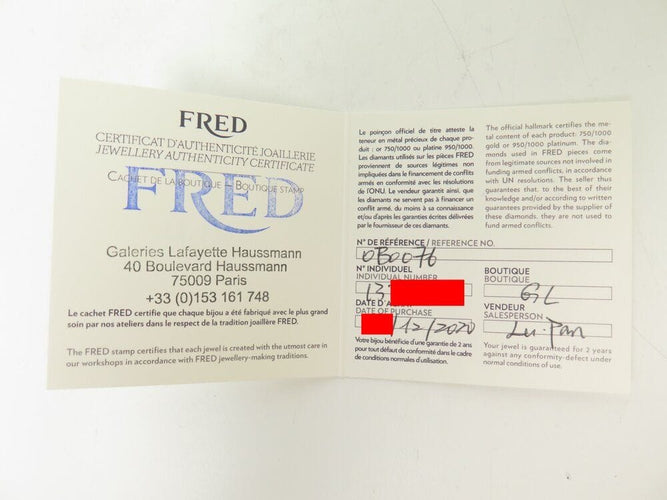 FRED
CERTIFICAT D'AUTHENTICITÉ JOAILLERIE
JEWELLERY AUTHENTICITY CERTIFICATE
CACHET DE LA BOUTIQUE – BOUTIQUE STAMP
FRED
Galeries Lafayette Haussmann
40 Boulevard Haussmann
75009 Paris
+33 (0)153 161 748
Le cachet FRED certifie que chaque bijou a été fabriqué avec le plus grand
soin par nos ateliers dans le respect de la tradition joaillère FRED.
The FRED stamp certifies that each jewel is created with the utmost care in
our workshops in accordance with FRED jewellery-making traditions.
Le poinçon officiel de titre atteste la
teneur en métal précieux de chaque pro-
duit : or 750/1000 ou platine 950/1000.
Les diamants utilisés sur les pièces FRED
proviennent de sources légitimes non
impliquées dans le financement de conflits
armés en conformité avec les résolutions
de l'ONU. Le vendeur garantit ainsi, que
les diamants ne servent pas à financer un
conflit armé, du moins à sa connaissance
et/ou d'après les garanties écrites délivrées
par le fournisseur de ces diamants.
The official hallmark certifies the me-
tal content of each product: 750/1000
gold or 950/1000 platinum. The dia-
monds used in FRED pieces come
from legitimate sources not involved in
funding armed conflicts, in accordance
with UN resolutions. The seller thus
guarantees that, to the best of their
knowledge and/or according to written
guarantees provided by the supplier of
these diamonds, they are not used to
fund armed conflicts.
N° DE RÉFÉRENCE / REFERENCE NO.
0B0076
N° INDIVIDUEL
INDIVIDUAL NUMBER
13
BOUTIQUE
BOUTIQUE
GL
DATE D'A
DATE OF PURCHASE
/12/2020
VENDEUR
SALESPERSON
Lu-Pan
Votre bijou bénéficie d'une garantie de 2 ans
pour tout défaut de conformité dans le cadre
de conditions normales d'utilisation.
Your jewel is guaranteed for 2 years
against any conformity-defect under
normal conditions of use.